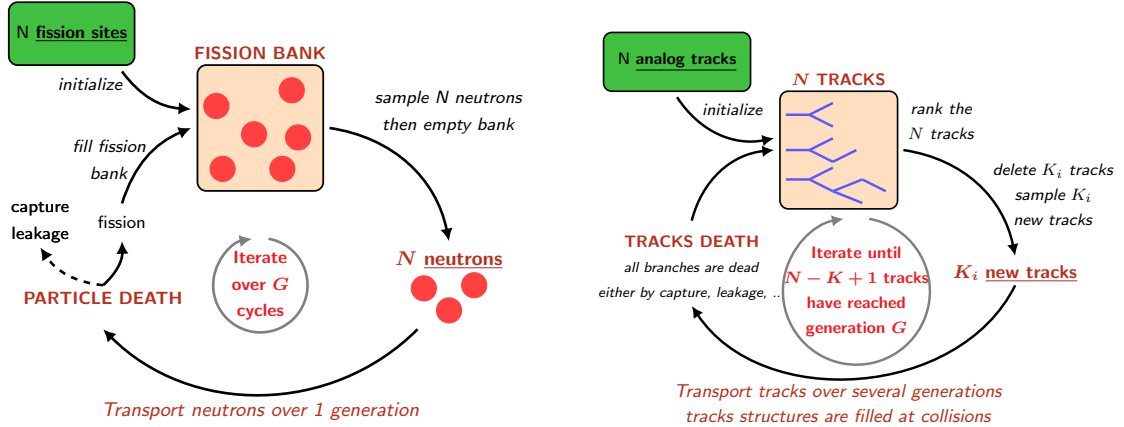 N fission sites
FISSION BANK
initialize
sample N neutrons
then empty bank
fill fission
bank
capture
leakage
fission
Iterate
over G
cycles
N neutrons
PARTICLE DEATH
Transport neutrons over 1 generation
N analog tracks
N TRACKS
initialize
rank the
N tracks
delete K_i tracks
sample K_i
new tracks
TRACKS DEATH
all branches are dead
either by capture, leakage, ..
Iterate until
N − K + 1 tracks
have reached
generation G
K_i new tracks
Transport tracks over several generations
tracks structures are filled at collisions